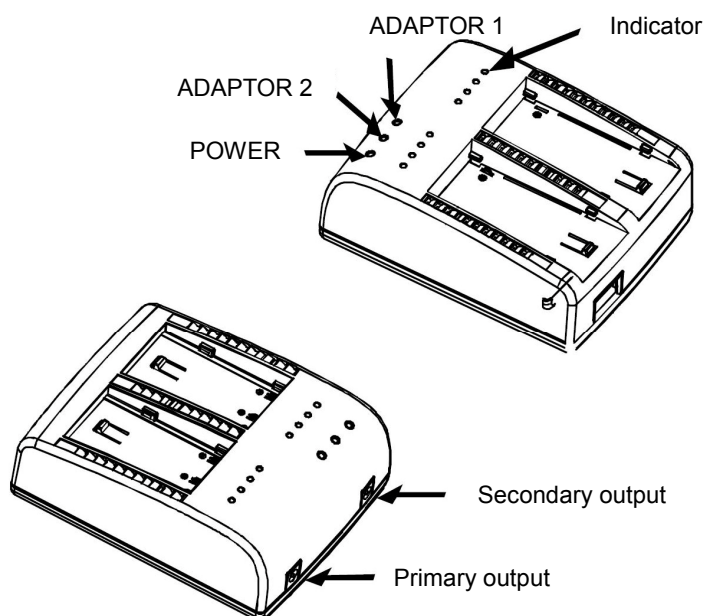 ADAPTOR 1
Indicator
ADAPTOR 2
POWER
Secondary output
Primary output